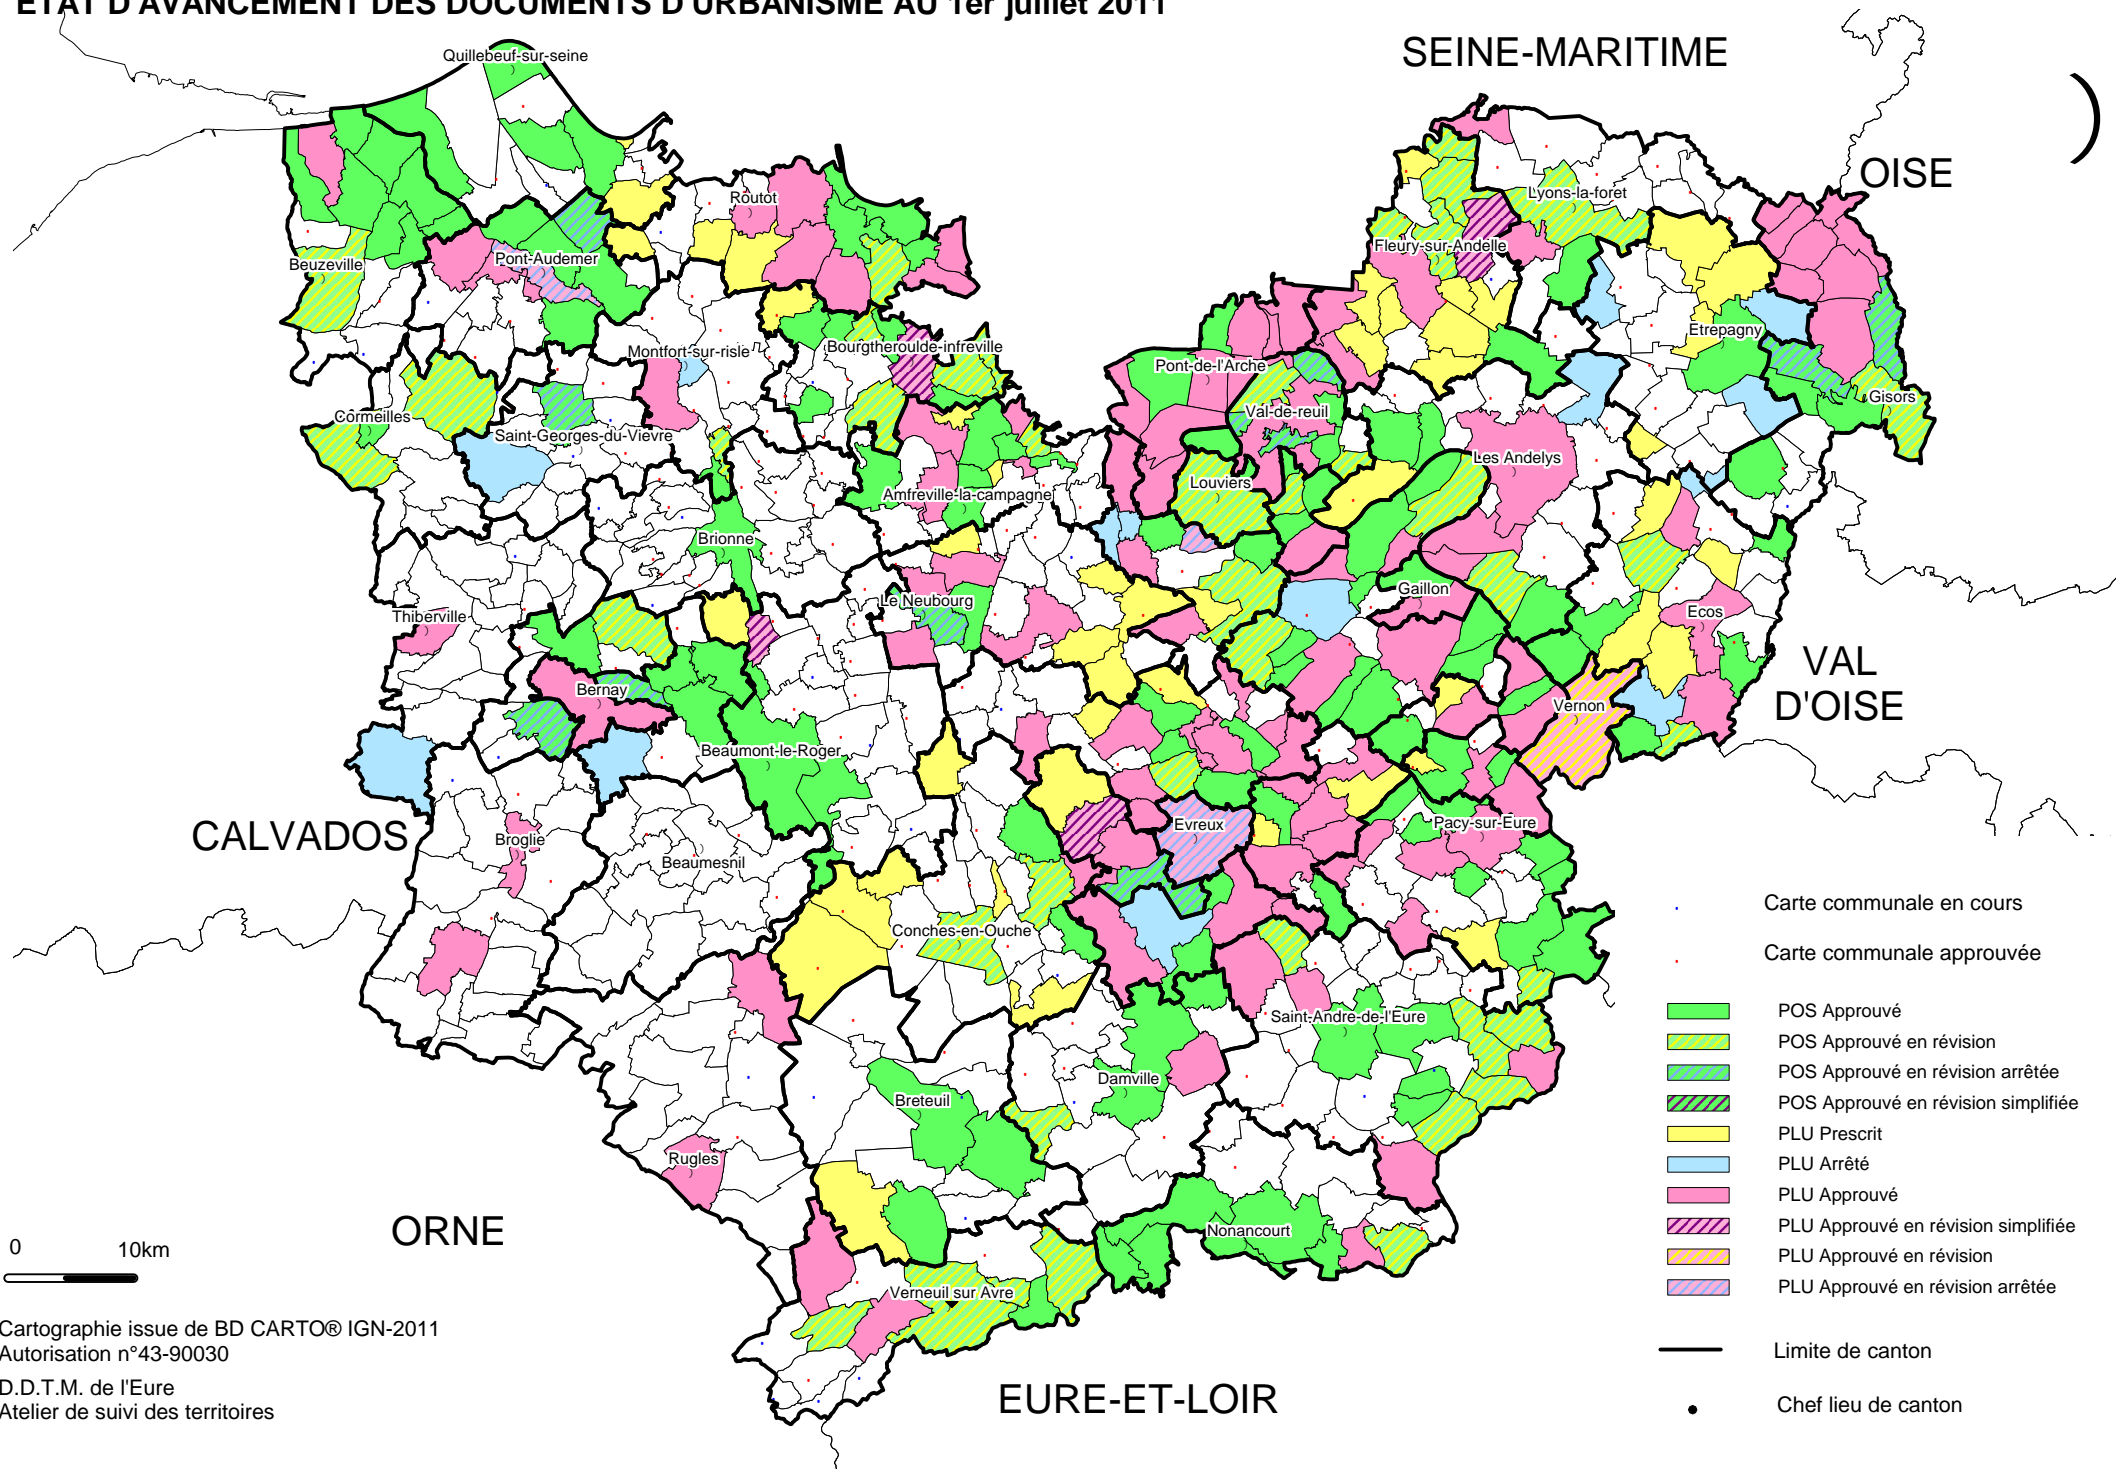 ETAT D'AVANCEMENT DES DOCUMENTS D'URBANISME AU 1er juillet 2011
SEINE-MARITIME
OISE
VAL
D'OISE
CALVADOS
ORNE
EURE-ET-LOIR
Quillebeuf-sur-seine
Routot
Beuzeville
Pont-Audemer
Lyons-la-foret
Fleury-sur-Andelle
Etrepagny
Montfort-sur-risle
Bourgtheroulde-infreville
Pont-de-l'Arche
Gisors
Cormeilles
Val-de-reuil
Saint-Georges-du-Vievre
Les Andelys
Louviers
Amfreville-la-campagne
Brionne
Gaillon
Le Neubourg
Thiberville
Ecos
Bernay
Vernon
Beaumont-le-Roger
Evreux
Pacy-sur-Eure
Broglie
Beaumesnil
Conches-en-Ouche
Saint-Andre-de-l'Eure
Damville
Breteuil
Rugles
Nonancourt
Verneuil sur Avre
Carte communale en cours
Carte communale approuvée
POS Approuvé
POS Approuvé en révision
POS Approuvé en révision arrêtée
POS Approuvé en révision simplifiée
PLU Prescrit
PLU Arrêté
PLU Approuvé
PLU Approuvé en révision simplifiée
PLU Approuvé en révision
PLU Approuvé en révision arrêtée
Limite de canton
Chef lieu de canton
0 10km
Cartographie issue de BD CARTO® IGN-2011
Autorisation n°43-90030
D.D.T.M. de l'Eure
Atelier de suivi des territoires